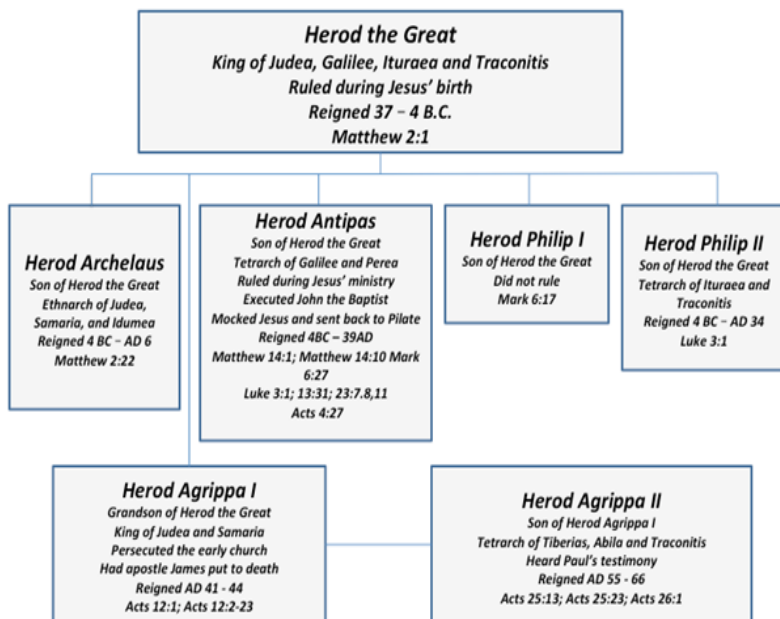 Herod the Great
King of Judea, Galilee, Ituraea and Traconitis
Ruled during Jesus' birth
Reigned 37 – 4 B.C.
Matthew 2:1
Herod Archelaus
Son of Herod the Great
Ethnarch of Judea,
Samaria, and Idumea
Reigned 4 BC – AD 6
Matthew 2:22
Herod Antipas
Son of Herod the Great
Tetrarch of Galilee and Perea
Ruled during Jesus' ministry
Executed John the Baptist
Mocked Jesus and sent back to Pilate
Reigned 4BC – 39AD
Matthew 14:1; Matthew 14:10 Mark
6:27
Luke 3:1; 13:31; 23:7.8,11
Acts 4:27
Herod Philip I
Son of Herod the Great
Did not rule
Mark 6:17
Herod Philip II
Son of Herod the Great
Tetrarch of Ituraea and
Traconitis
Reigned 4 BC – AD 34
Luke 3:1
Herod Agrippa I
Grandson of Herod the Great
King of Judea and Samaria
Persecuted the early church
Had apostle James put to death
Reigned AD 41 - 44
Acts 12:1; Acts 12:2-23
Herod Agrippa II
Son of Herod Agrippa I
Tetrarch of Tiberias, Abila and Traconitis
Heard Paul's testimony
Reigned AD 55 - 66
Acts 25:13; Acts 25:23; Acts 26:1